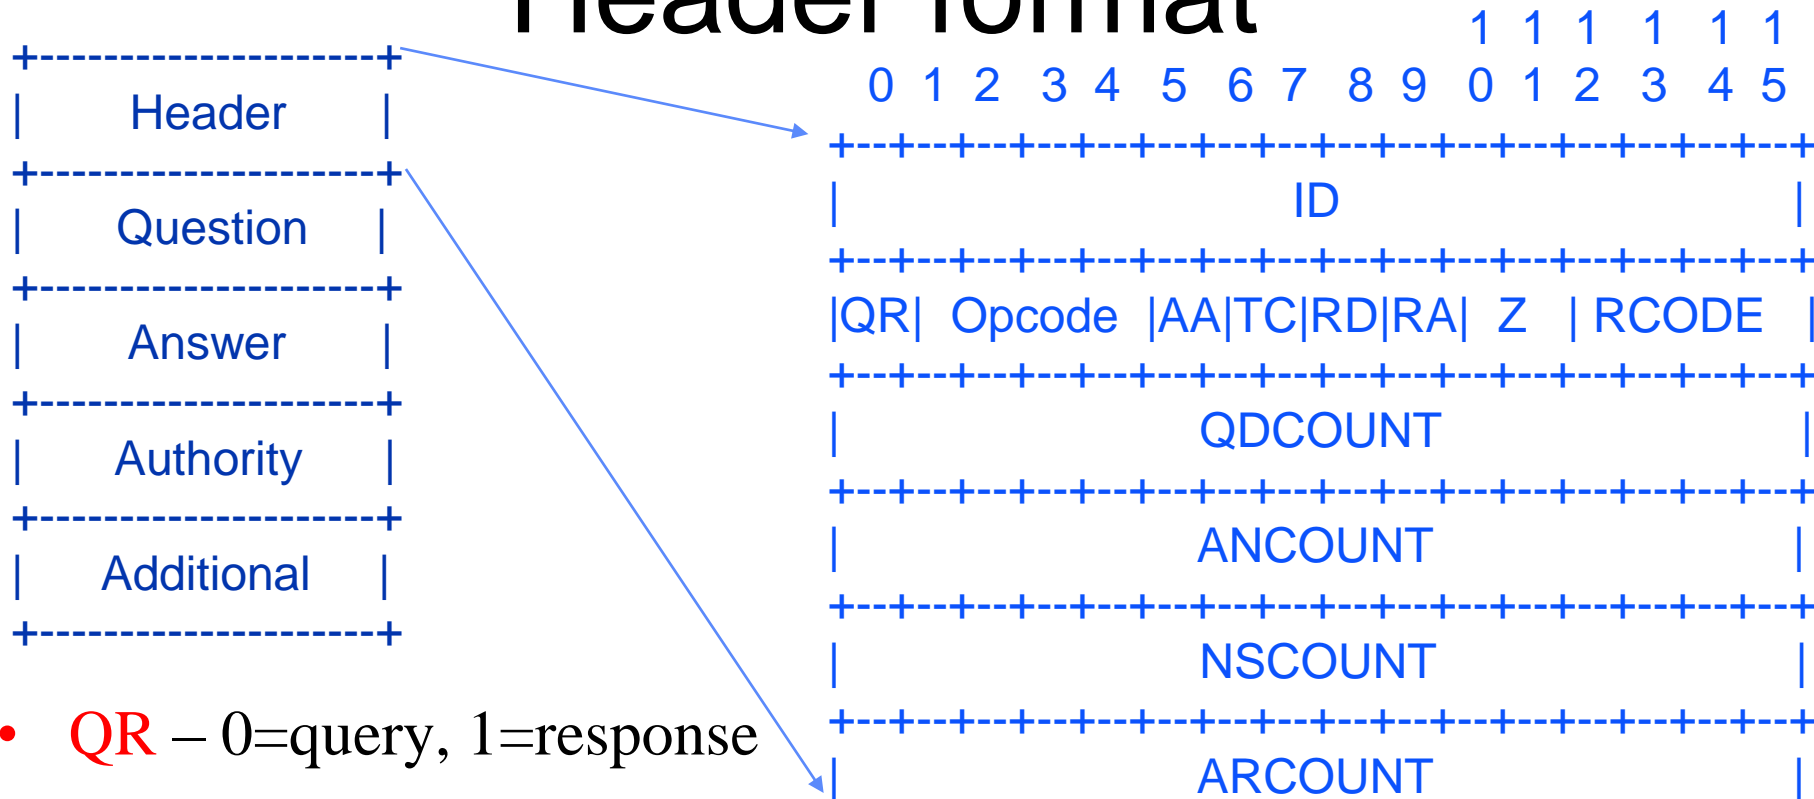 Header format
+------------------+
| Header |
+------------------+
| Question |
+------------------+
| Answer |
+------------------+
| Authority |
+------------------+
| Additional |
+------------------+
• QR – 0=query, 1=response
1 1 1 1 1 1
0 1 2 3 4 5 6 7 8 9 0 1 2 3 4 5
+--+--+--+--+--+--+--+--+--+--+--+--+--+--+--+--+
| ID |
+--+--+--+--+--+--+--+--+--+--+--+--+--+--+--+--+
|QR| Opcode |AA|TC|RD|RA| Z | RCODE |
+--+--+--+--+--+--+--+--+--+--+--+--+--+--+--+--+
| QDCOUNT |
+--+--+--+--+--+--+--+--+--+--+--+--+--+--+--+--+
| ANCOUNT |
+--+--+--+--+--+--+--+--+--+--+--+--+--+--+--+--+
| NSCOUNT |
+--+--+--+--+--+--+--+--+--+--+--+--+--+--+--+--+
| ARCOUNT |